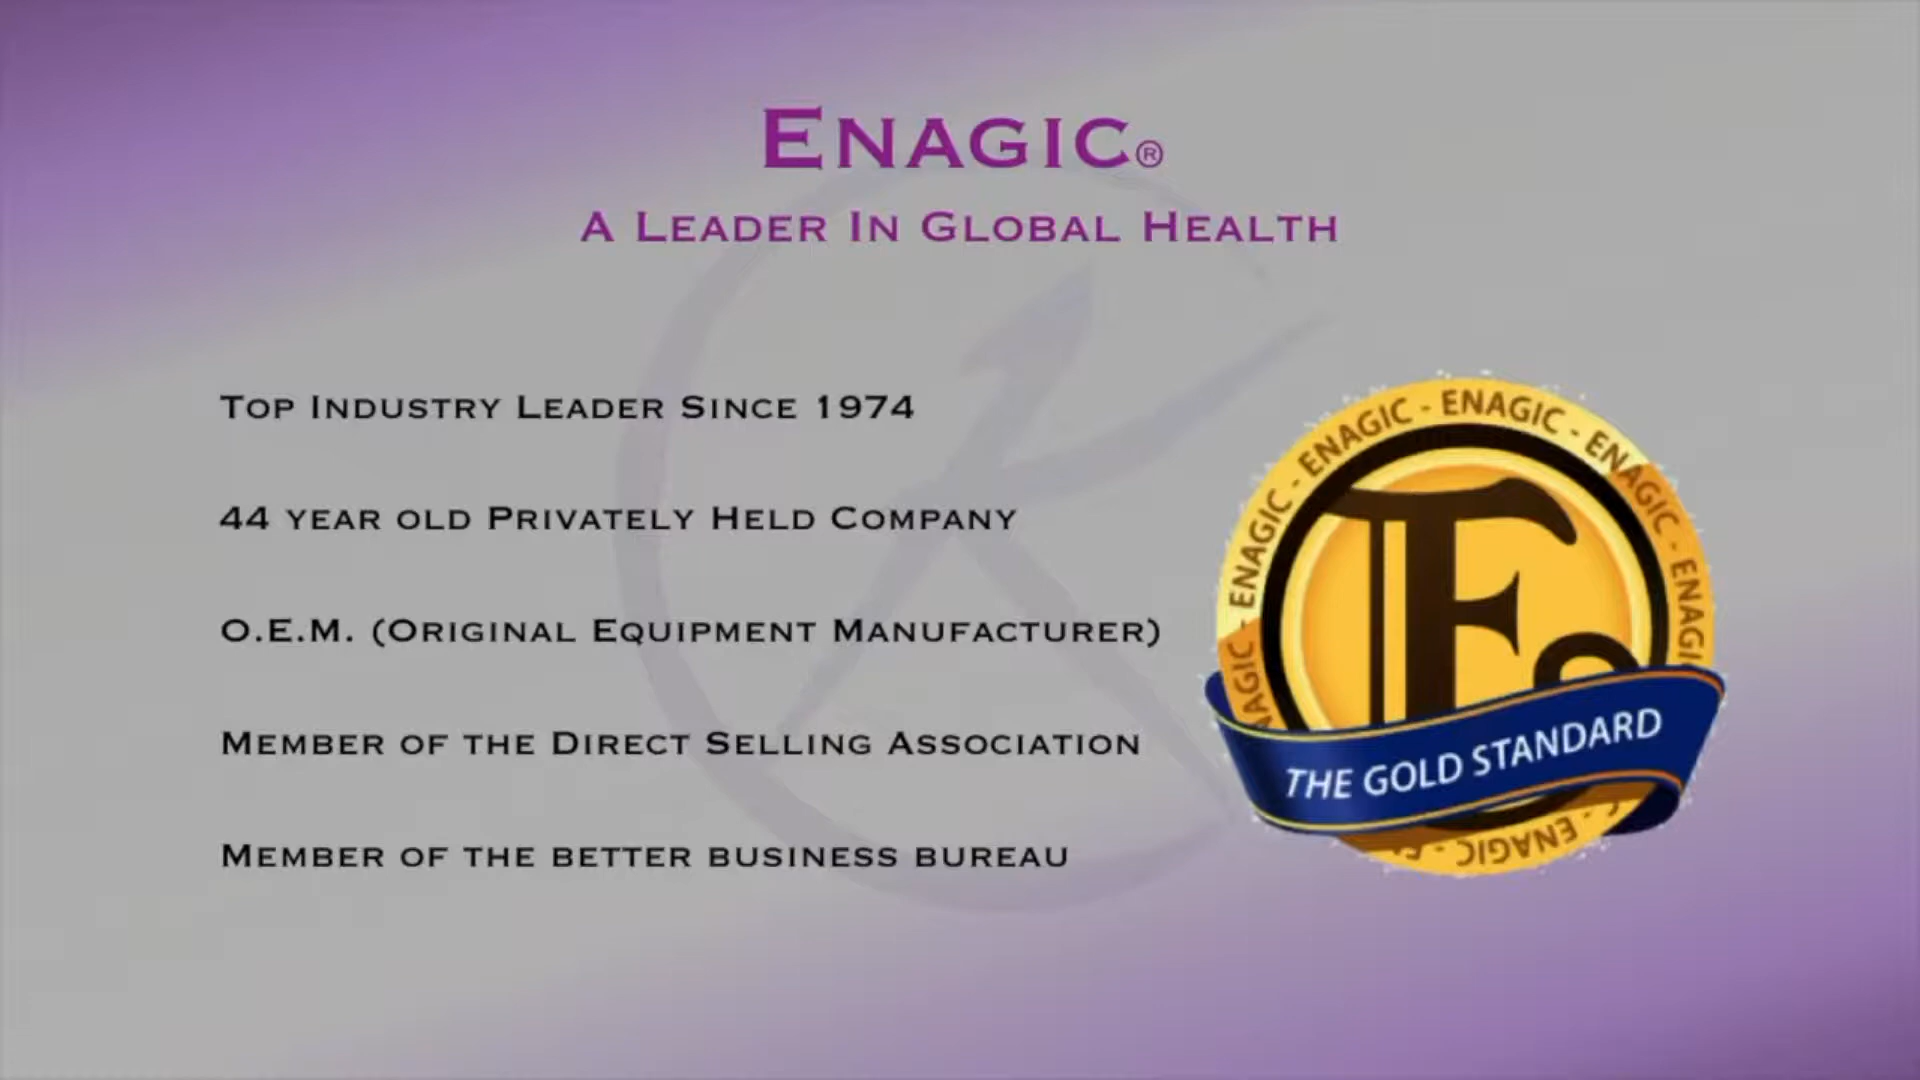 ENAGIC®
A LEADER IN GLOBAL HEALTH
TOP INDUSTRY LEADER SINCE 1974
44 YEAR OLD PRIVATELY HELD COMPANY
O.E.M. (ORIGINAL EQUIPMENT MANUFACTURER)
MEMBER OF THE DIRECT SELLING ASSOCIATION
MEMBER OF THE BETTER BUSINESS BUREAU
ENAGIC - ENAGIC - ENAGIC - ENAGIC - ENAGIC
THE GOLD STANDARD
ENAGIC